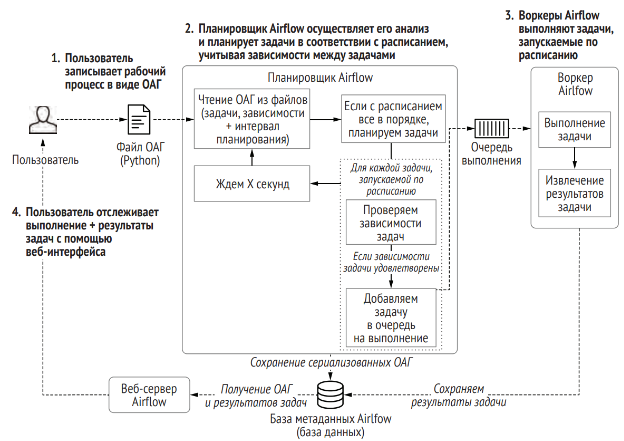 2. Планировщик Airflow осуществляет его анализ
и планирует задачи в соответствии с расписанием,
учитывая зависимости между задачами
3. Воркеры Airflow
выполняют задачи,
запускаемые по
расписанию
1. Пользователь
записывает рабочий
процесс в виде ОАГ
Планировщик Airflow
Воркер
Airflow
Чтение ОАГ из файлов
(задачи, зависимости
+ интервал
планирования)
Если с расписанием
все в порядке,
планируем задачи
Выполнение
задачи
Пользователь
Файл ОАГ
(Python)
Очередь
выполнения
Ждем X секунд
Для каждой задачи,
запускаемой по
расписанию
Извлечение
результатов
задачи
4. Пользователь отслеживает
выполнение + результаты
задач с помощью
веб-интерфейса
Проверяем
зависимости
задач
Если зависимости
задачи удовлетворены
Добавляем
задачу
в очередь
на выполнение
Сохранение сериализованных ОАГ
Веб-сервер
Airflow
Получение ОАГ
и результатов задач
Сохраняем
результаты задачи
База метаданных Airlfow
(база данных)